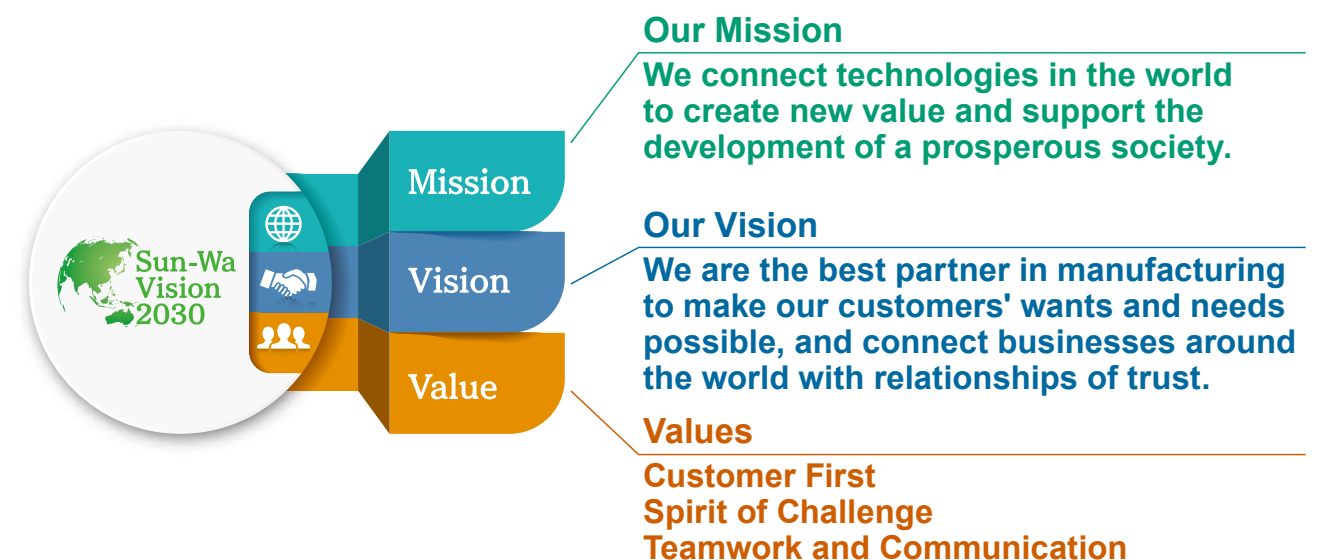 Sun-Wa
Vision
2030
Mission
Vision
Value
Our Mission
We connect technologies in the world
to create new value and support the
development of a prosperous society.
Our Vision
We are the best partner in manufacturing
to make our customers' wants and needs
possible, and connect businesses around
the world with relationships of trust.
Values
Customer First
Spirit of Challenge
Teamwork and Communication